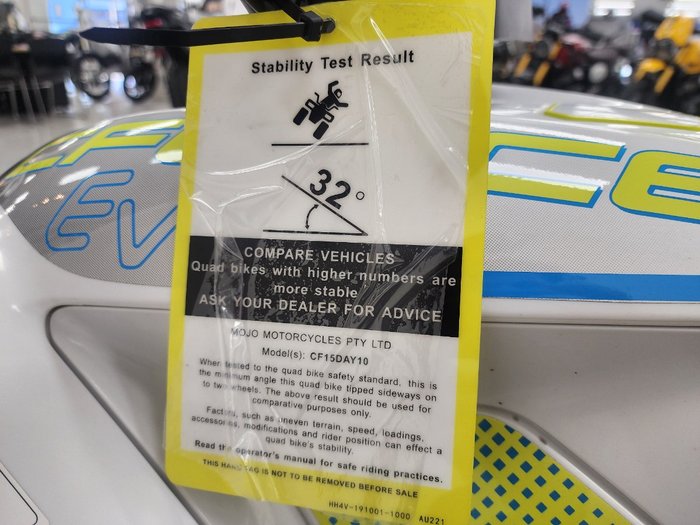 Stability Test Result
32°
COMPARE VEHICLES
Quad bikes with higher numbers are
more stable
ASK YOUR DEALER FOR ADVICE
MOJO MOTORCYCLES PTY LTD
Model(s): CF15DAY10
When tested to the quad bike safety standard, this is
the minimum angle this quad bike tipped sideways on
to two wheels. The above result should be used for
comparative purposes only.
Factors, such as uneven terrain, speed, loadings,
accessories, modifications and rider position can effect a
quad bike's stability.
Read the operator's manual for safe riding practices.
THIS HANG TAG IS NOT TO BE REMOVED BEFORE SALE
HH4V-191001-1000 AU221
EV